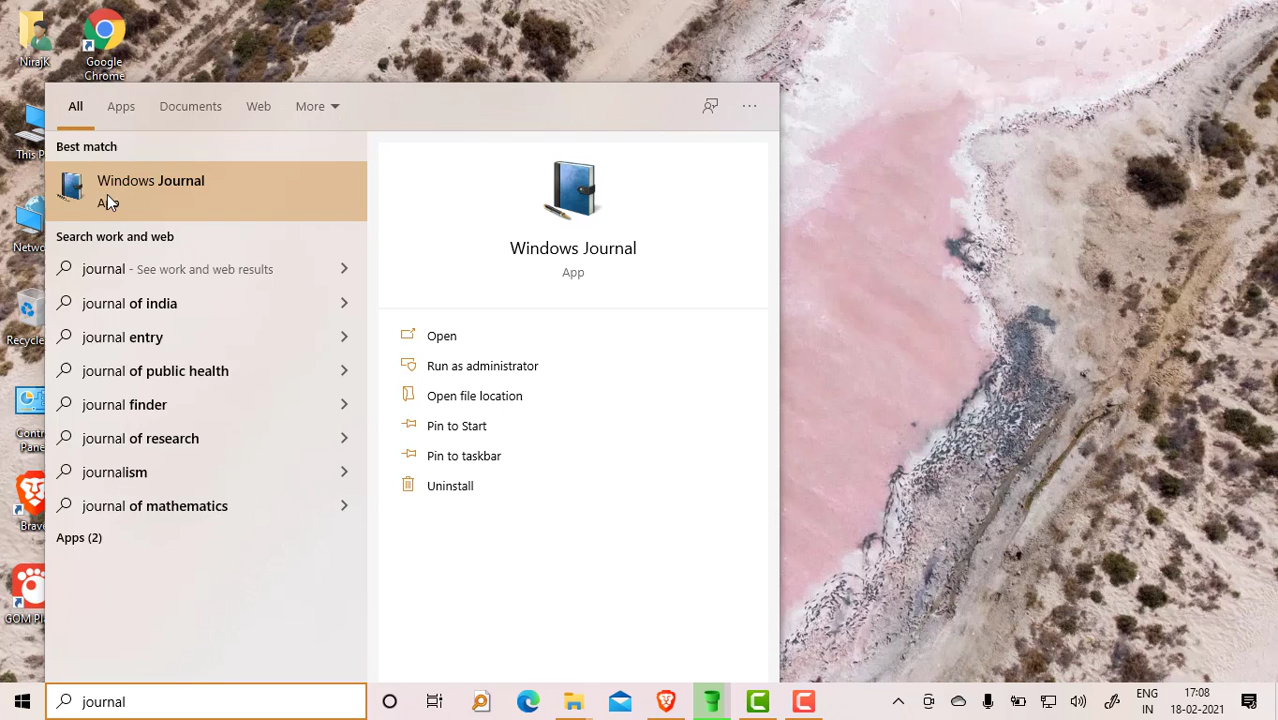 NirajK
Google
Chrome
This P
Netwo
Recycle
Contr
Panel
Brave
GOM Pl
All
Apps
Documents
Web
More
Best match
Windows Journal
App
Search work and web
journal - See work and web results
journal of india
journal entry
journal of public health
journal finder
journal of research
journalism
journal of mathematics
Apps (2)
Windows Journal
App
Open
Run as administrator
Open file location
Pin to Start
Pin to taskbar
Uninstall
journal
ENG
IN
17:08
18-02-2021